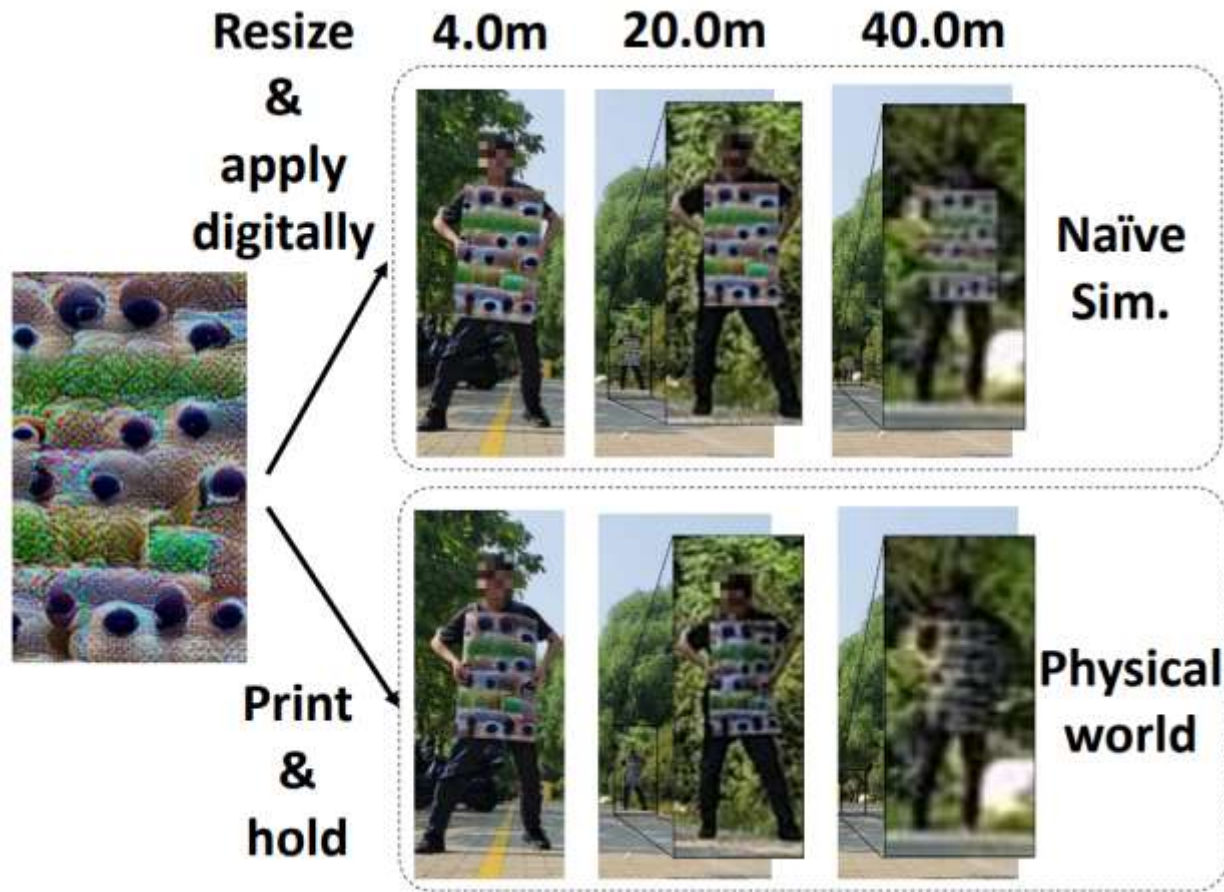 Resize
&
apply
digitally
4.0m
20.0m
40.0m
Naïve
Sim.
Print
&
hold
Physical
world